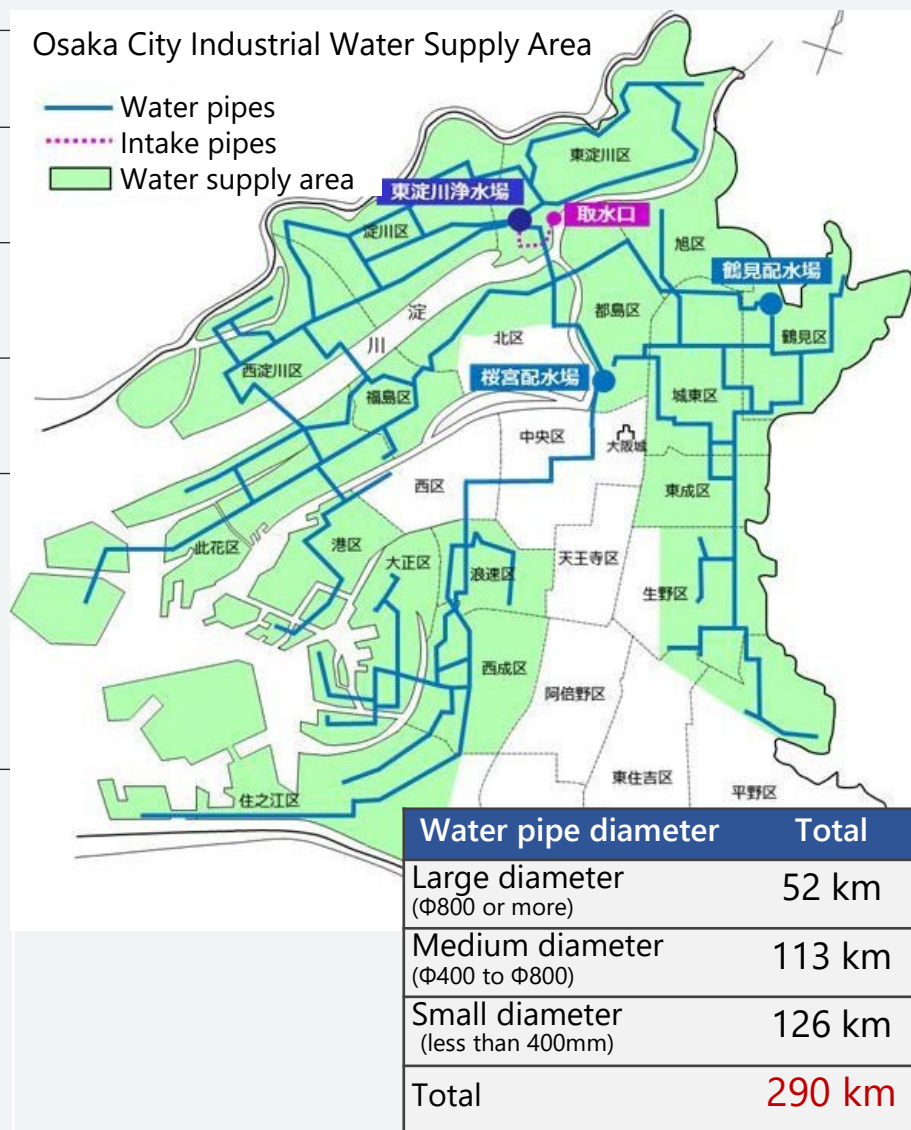 Osaka City Industrial Water Supply Area
Water pipes
Intake pipes
Water supply area
東淀川区
東淀川浄水場
取水口
淀川区
旭区
鶴見配水場
淀
川
都島区
北区
鶴見区
西淀川区
桜宮配水場
福島区
城東区
中央区
大阪城
西区
東成区
此花区
港区
大正区
浪速区
天王寺区
生野区
西成区
阿倍野区
東住吉区
平野区
住之江区
Water pipe diameter Total
Large diameter 52 km
(Φ800 or more)
Medium diameter 113 km
(Φ400 to Φ800)
Small diameter 126 km
(less than 400mm)
Total 290 km